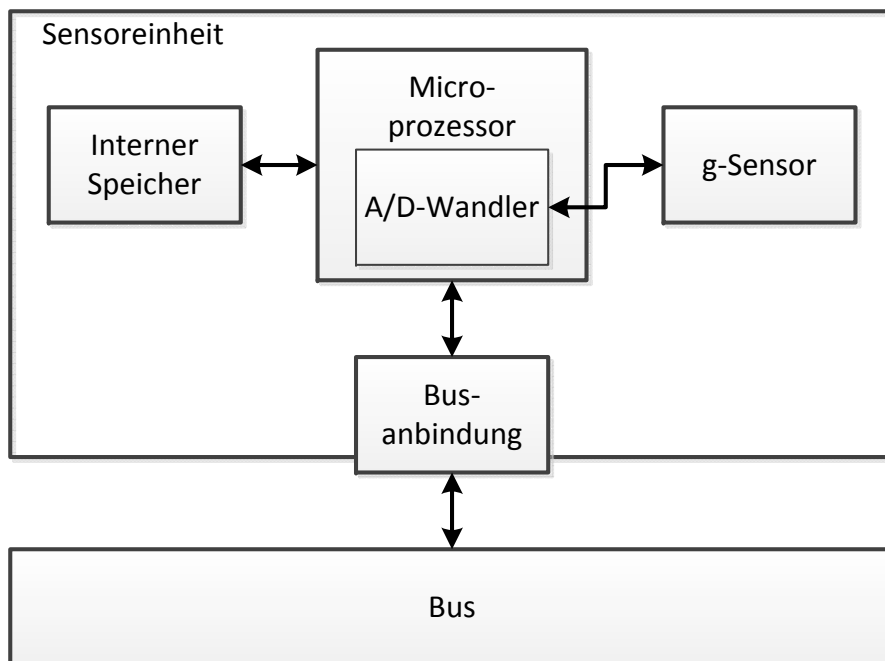 Sensoreinheit
Micro-
prozessor
Interner
Speicher
A/D-Wandler
g-Sensor
Bus-
anbindung
Bus